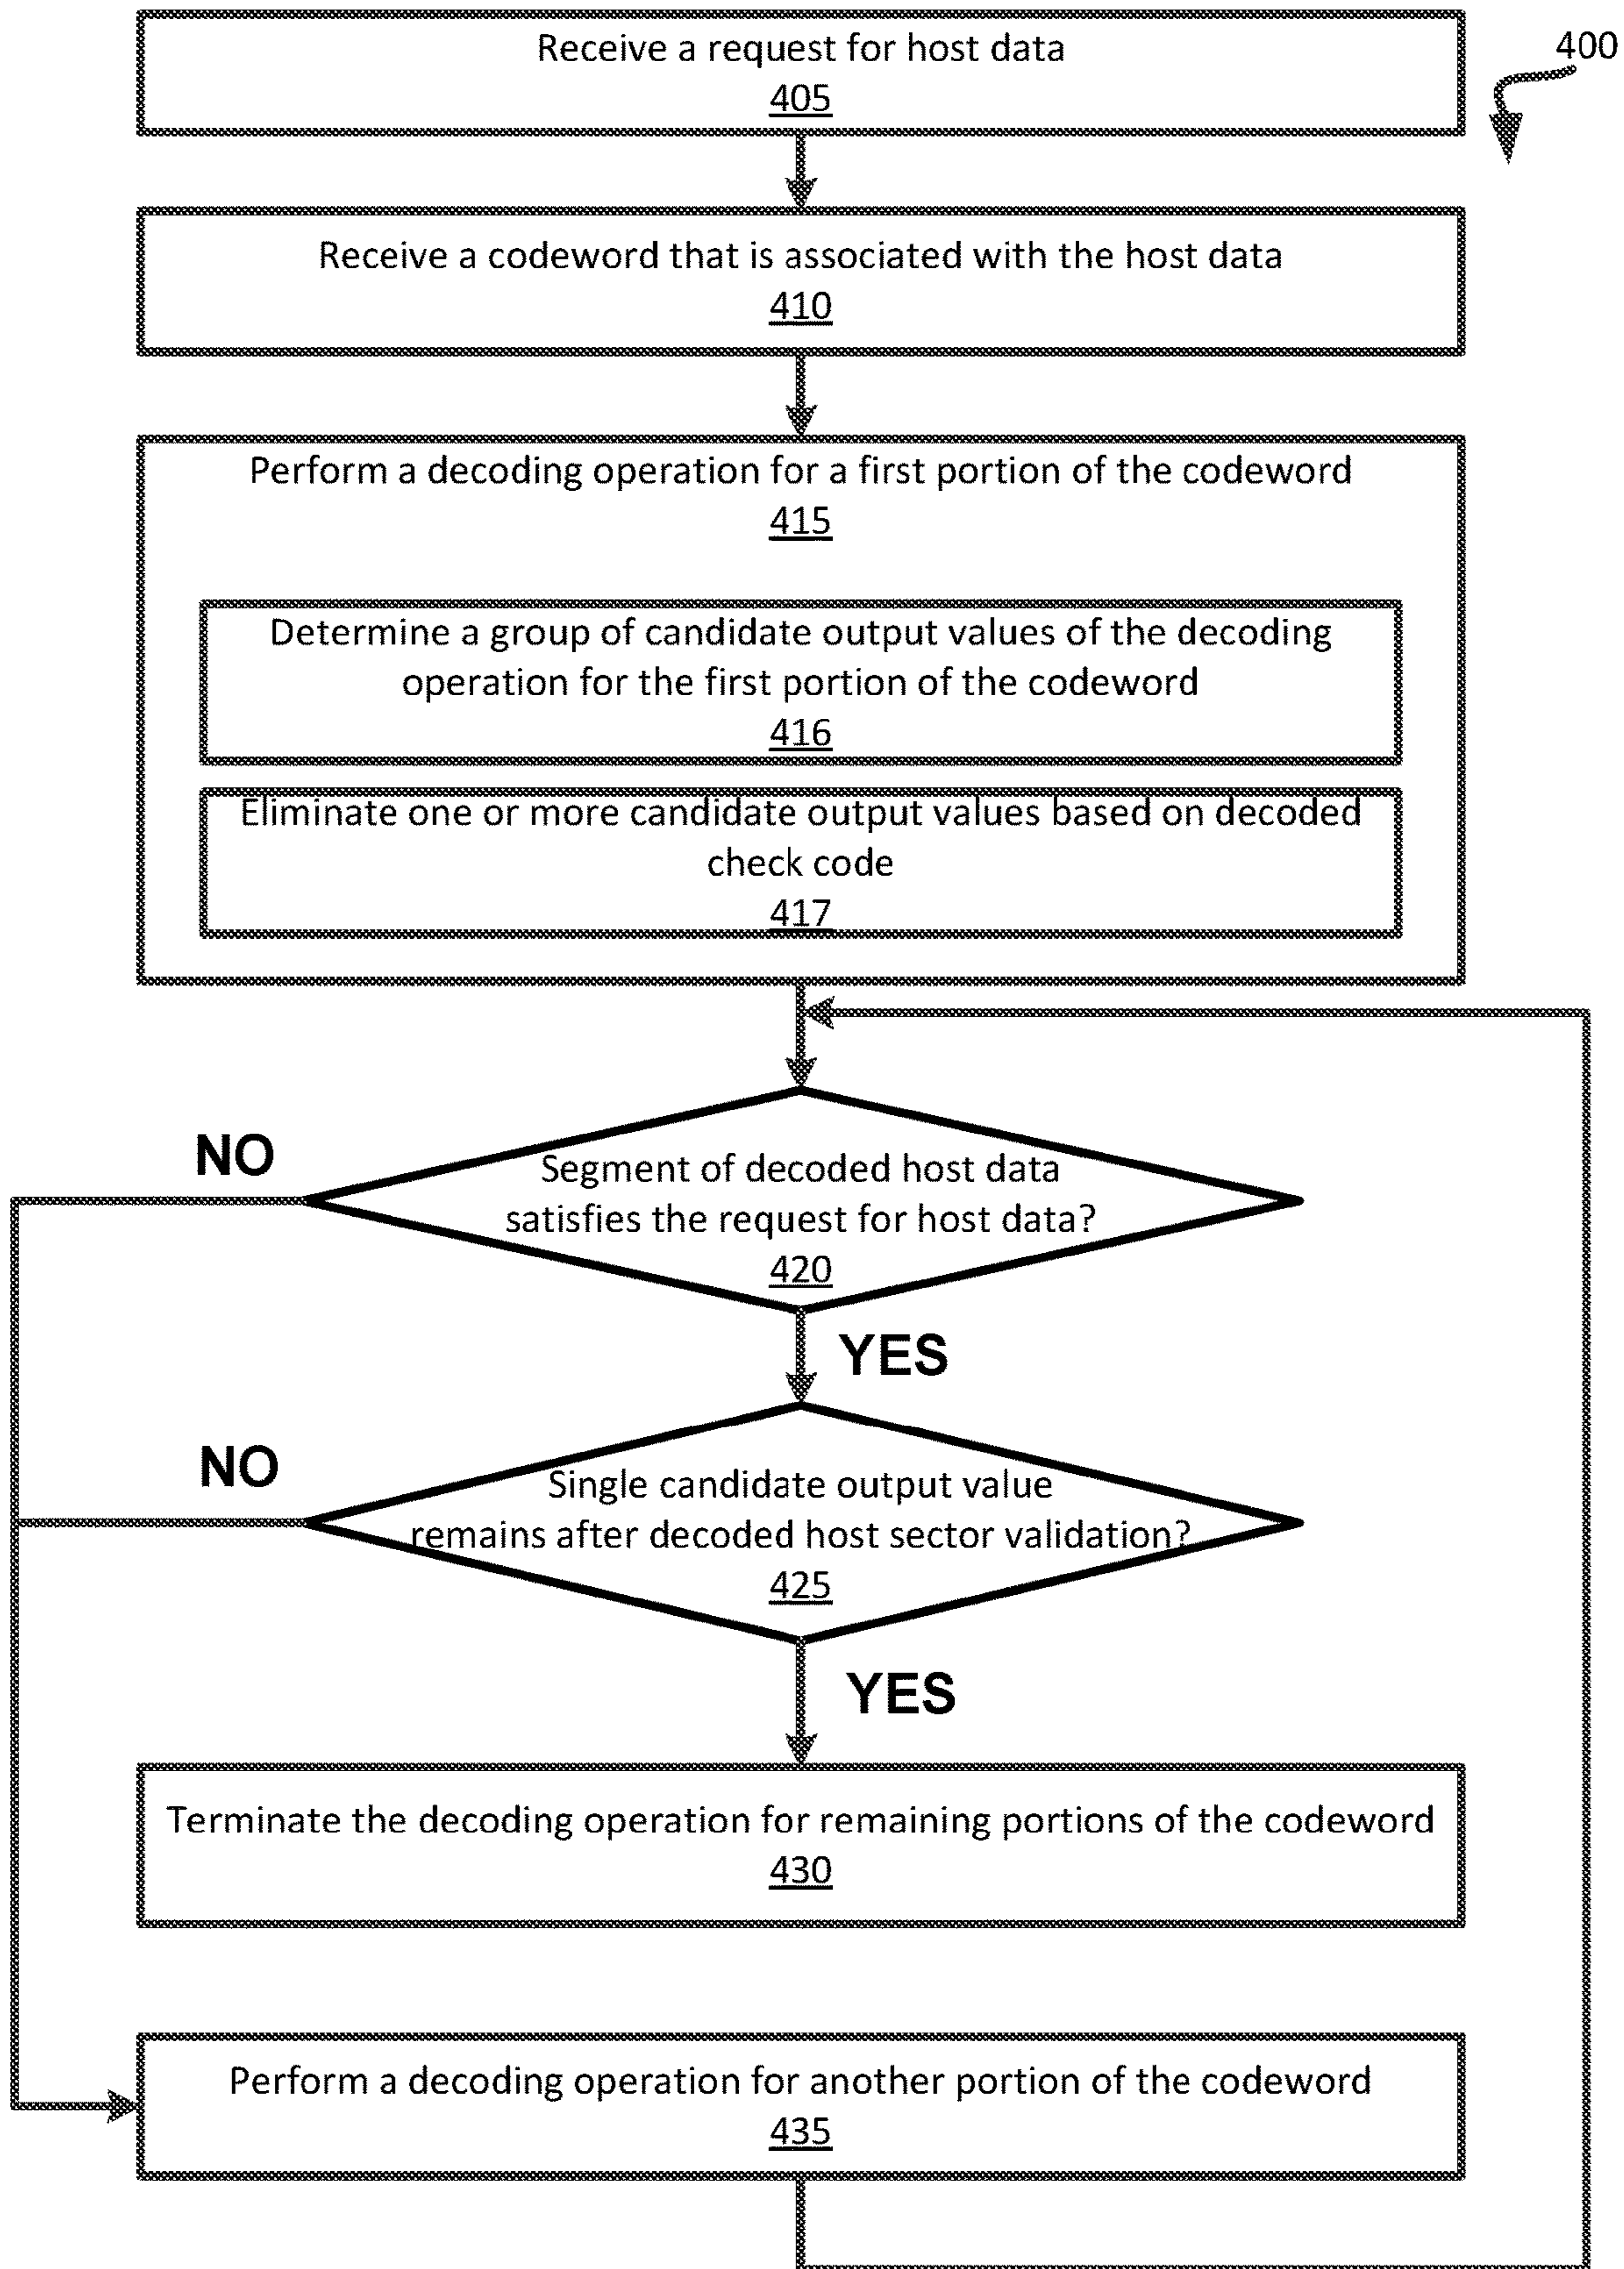 Receive a request for host data
405
400
Receive a codeword that is associated with the host data
410
Perform a decoding operation for a first portion of the codeword
415
Determine a group of candidate output values of the decoding
operation for the first portion of the codeword
416
Eliminate one or more candidate output values based on decoded
check code
417
NO
Segment of decoded host data
satisfies the request for host data?
420
YES
NO
Single candidate output value
remains after decoded host sector validation?
425
YES
Terminate the decoding operation for remaining portions of the codeword
430
Perform a decoding operation for another portion of the codeword
435